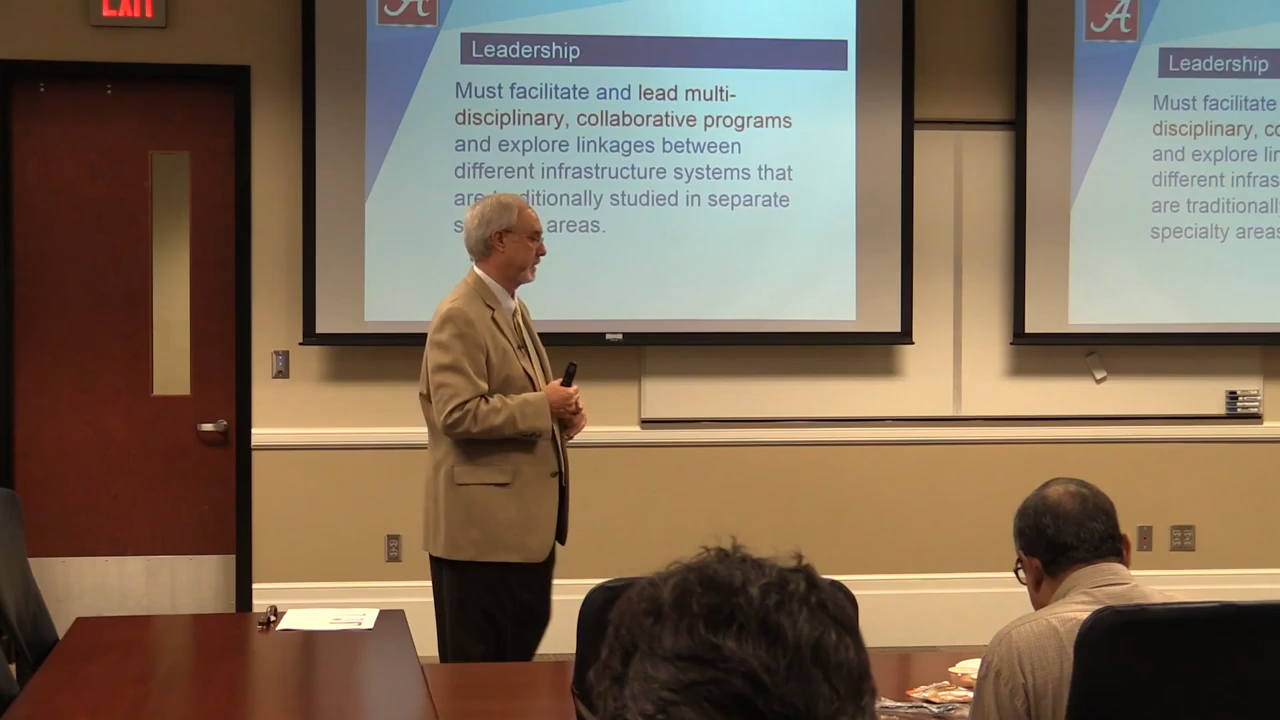 EXIT
A
Leadership
Must facilitate and lead multi-
disciplinary, collaborative programs
and explore linkages between
different infrastructure systems that
are traditionally studied in separate
areas.
A
Leadership
Must facilitate
disciplinary, co
and explore lin
different infras
are traditionall
specialty areas